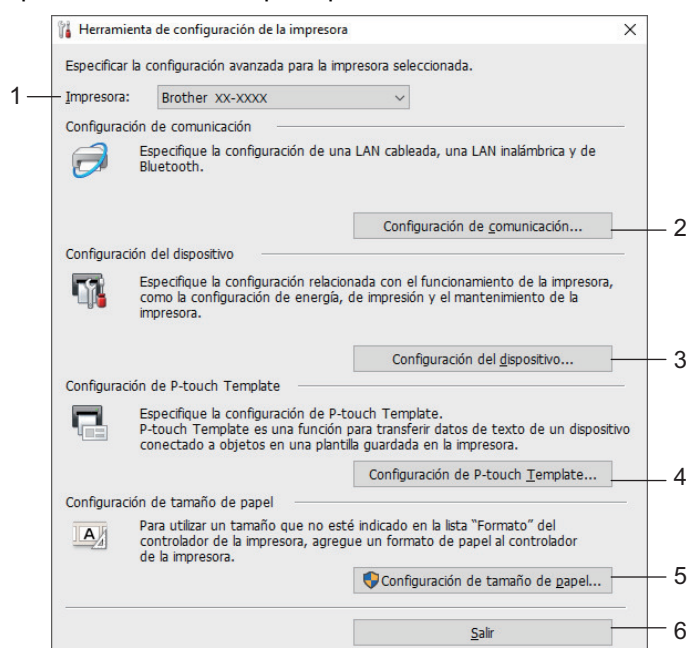 Herramienta de configuración de la impresora
Especificar la configuración avanzada para la impresora seleccionada.
1 Impresora: Brother XX-XXXX
Configuración de comunicación
Especifique la configuración de una LAN cableada, una LAN inalámbrica y de
Bluetooth.
Configuración de comunicación... 2
Configuración del dispositivo
Especifique la configuración relacionada con el funcionamiento de la impresora,
como la configuración de energía, de impresión y el mantenimiento de la
impresora.
Configuración del dispositivo... 3
Configuración de P-touch Template
Especifique la configuración de P-touch Template.
P-touch Template es una función para transferir datos de texto de un dispositivo
conectado a objetos en una plantilla guardada en la impresora.
Configuración de P-touch Template... 4
Configuración de tamaño de papel
A
Para utilizar un tamaño que no esté indicado en la lista "Formato" del
controlador de la impresora, agregue un formato de papel al controlador
de la impresora.
Configuración de tamaño de papel... 5
Salir 6